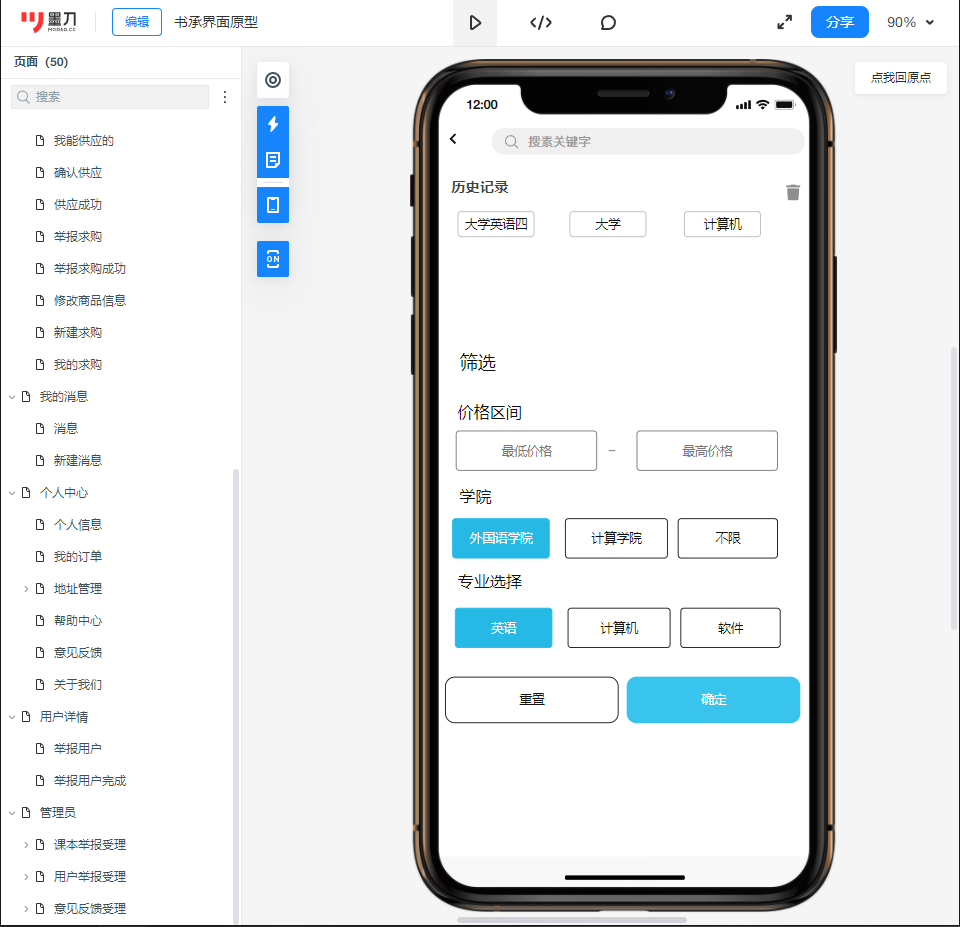 墨刀
MODAO.CC
编辑
书承界面原型
分享
90%
页面 (50)
搜索
点我回原点
我能供应的
确认供应
供应成功
举报求购
举报求购成功
修改商品信息
新建求购
我的求购
我的消息
消息
新建消息
个人中心
个人信息
我的订单
地址管理
帮助中心
意见反馈
关于我们
用户详情
举报用户
举报用户完成
管理员
课本举报受理
用户举报受理
意见反馈受理
ON
12:00
搜素关键字
历史记录
大学英语四 大学 计算机
筛选
价格区间
最低价格 – 最高价格
学院
外国语学院 计算学院 不限
专业选择
英语 计算机 软件
重置 确定